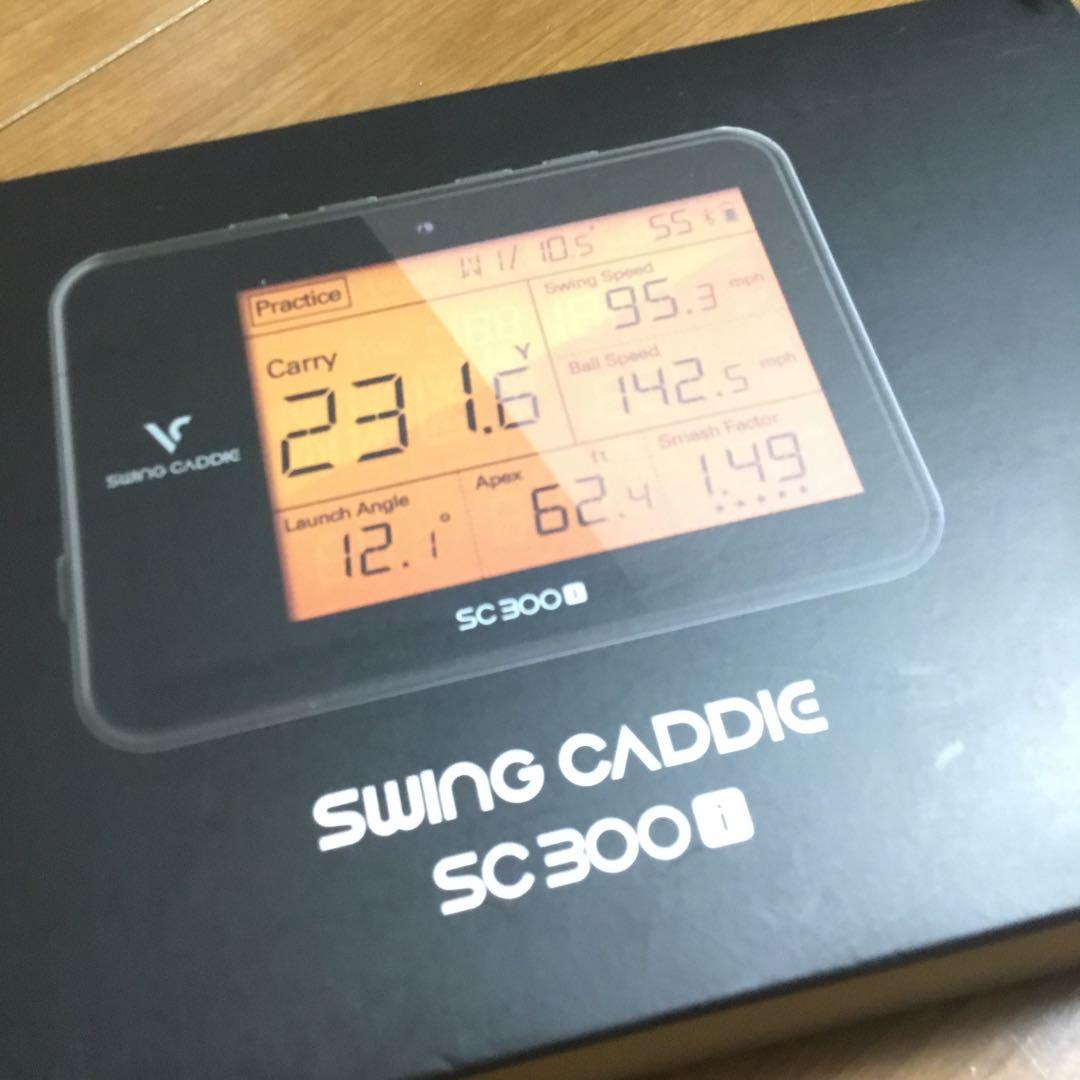 W 1/ 10.5° 55
Practice
Swing Speed
95.3 mph
Carry
231.6 Y
Ball Speed
142.5 mph
Launch Angle
12.1°
Apex
ft
62.4
Smash Factor
1.49
SWING CADDIE
SC300i
SWING CADDIE
SC300i